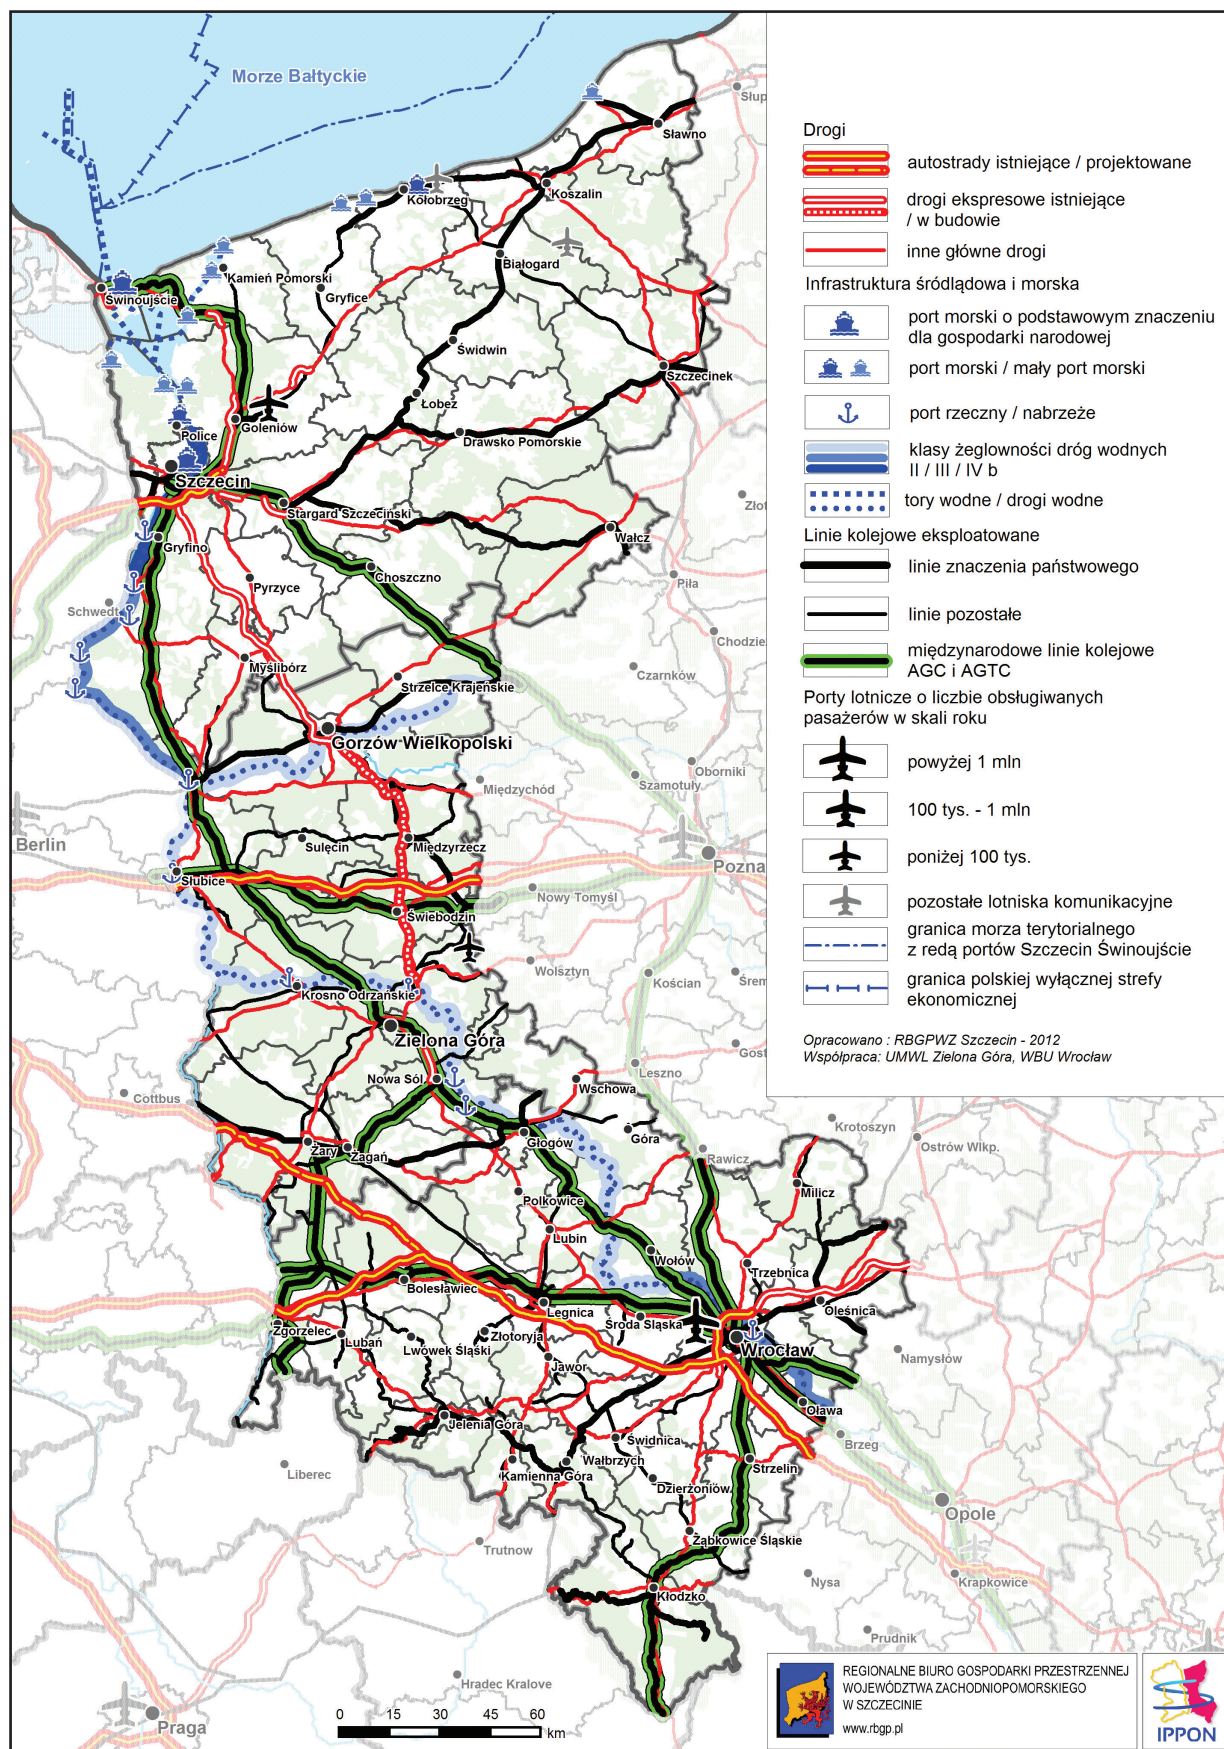 Morze Bałtyckie
Słup
Sławno
Koszalin
Kołobrzeg
Białogard
Kamień Pomorski
Gryfice
Świnoujście
Świdwin
Szczecinek
Łobez
Drawsko Pomorskie
Goleniów
Police
Szczecin
Stargard Szczeciński
Wałcz
Złot
Gryfino
Choszczno
Pyrzyce
Piła
Schwedt
Chodzie
Myślibórz
Strzelce Krajeńskie
Czarnków
Gorzów Wielkopolski
Oborniki
Szamotuły
Międzychód
Berlin
Sulęcin
Międzyrzecz
Pozna
Słubice
Nowy Tomyśl
Świebodzin
Wolsztyn
Kościan
Śrem
Krosno Odrzańskie
Zielona Góra
Gost
Leszno
Nowa Sól
Wschowa
Cottbus
Krotoszyn
Góra
Głogów
Ostrów Wlkp.
Żary
Żagań
Rawicz
Milicz
Polkowice
Lubin
Wołów
Trzebnica
Bolesławiec
Legnica
Środa Śląska
Oleśnica
Zgorzelec
Lubań
Lwówek Śląski
Złotoryja
Wrocław
Namysłów
Jawor
Oława
Jelenia Góra
Świdnica
Brzeg
Wałbrzych
Strzelin
Liberec
Kamienna Góra
Dzierżoniów
Opole
Ząbkowice Śląskie
Trutnow
Nysa
Krapkowice
Kłodzko
Prudnik
Hradec Kralove
Praga
0 15 30 45 60
km
Drogi
autostrady istniejące / projektowane
drogi ekspresowe istniejące
/ w budowie
inne główne drogi
Infrastruktura śródlądowa i morska
port morski o podstawowym znaczeniu
dla gospodarki narodowej
port morski / mały port morski
port rzeczny / nabrzeże
klasy żeglowności dróg wodnych
II / III / IV b
tory wodne / drogi wodne
Linie kolejowe eksploatowane
linie znaczenia państwowego
linie pozostałe
międzynarodowe linie kolejowe
AGC i AGTC
Porty lotnicze o liczbie obsługiwanych
pasażerów w skali roku
powyżej 1 mln
100 tys. - 1 mln
poniżej 100 tys.
pozostałe lotniska komunikacyjne
granica morza terytorialnego
z redą portów Szczecin Świnoujście
granica polskiej wyłącznej strefy
ekonomicznej
Opracowano : RBGPWZ Szczecin - 2012
Współpraca: UMWL Zielona Góra, WBU Wrocław
REGIONALNE BIURO GOSPODARKI PRZESTRZENNEJ
WOJEWÓDZTWA ZACHODNIOPOMORSKIEGO
W SZCZECINIE
www.rbgp.pl
IPPON